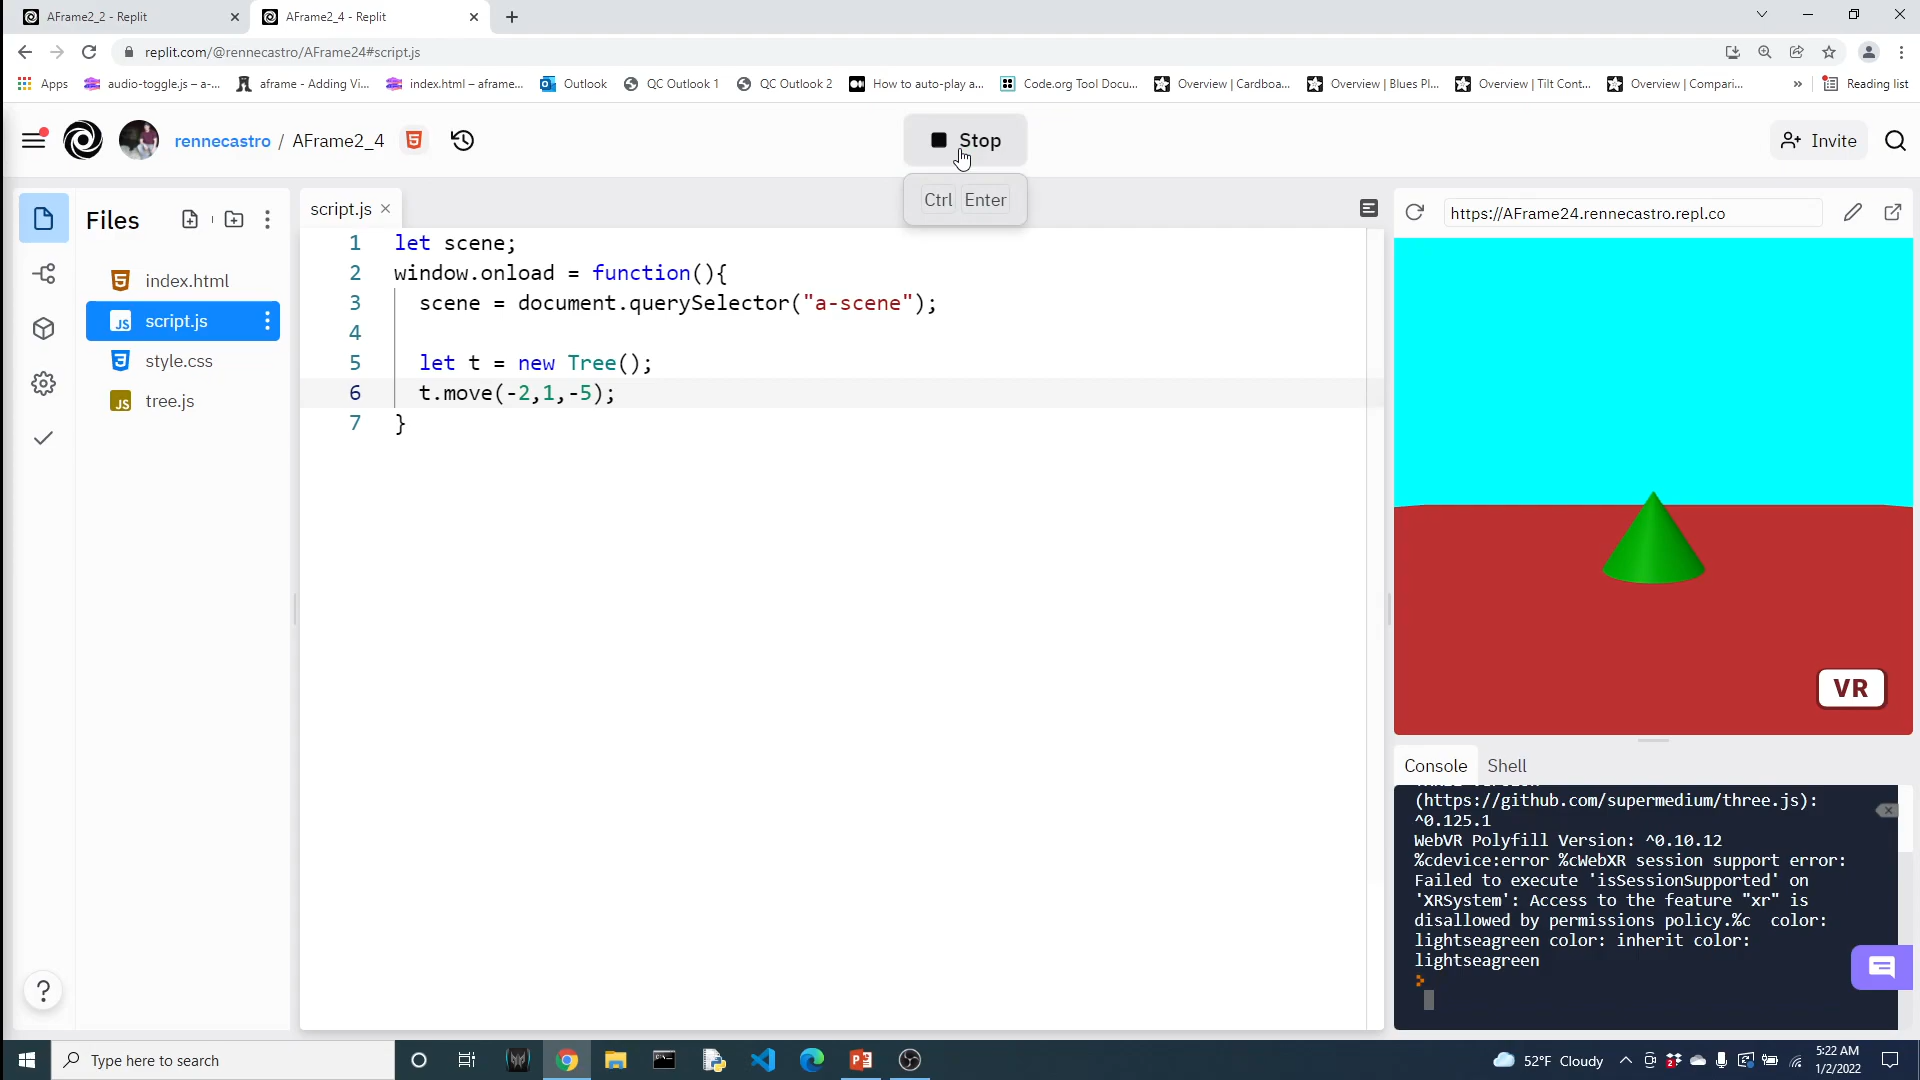 AFrame2_2 - Replit
AFrame2_4 - Replit
replit.com/@rennecastro/AFrame24#script.js
Apps
audio-toggle.js – a-...
aframe - Adding Vi...
index.html – aframe...
Outlook
QC Outlook 1
QC Outlook 2
How to auto-play a...
Code.org Tool Docu...
Overview | Cardboa...
Overview | Blues Pl...
Overview | Tilt Cont...
Overview | Compari...
»
Reading list
rennecastro / AFrame2_4
Stop
Invite
Ctrl Enter
Files
index.html
script.js
style.css
tree.js
script.js
1 let scene;
2 window.onload = function(){
3 scene = document.querySelector("a-scene");
4
5 let t = new Tree();
6 t.move(-2,1,-5);
7 }
https://AFrame24.rennecastro.repl.co
VR
Console Shell
(https://github.com/supermedium/three.js):
^0.125.1
WebVR Polyfill Version: ^0.10.12
%cdevice:error %cWebXR session support error:
Failed to execute 'isSessionSupported' on
'XRSystem': Access to the feature "xr" is
disallowed by permissions policy.%c color:
lightseagreen color: inherit color:
lightseagreen
>
?
Type here to search
52°F Cloudy
5:22 AM
1/2/2022